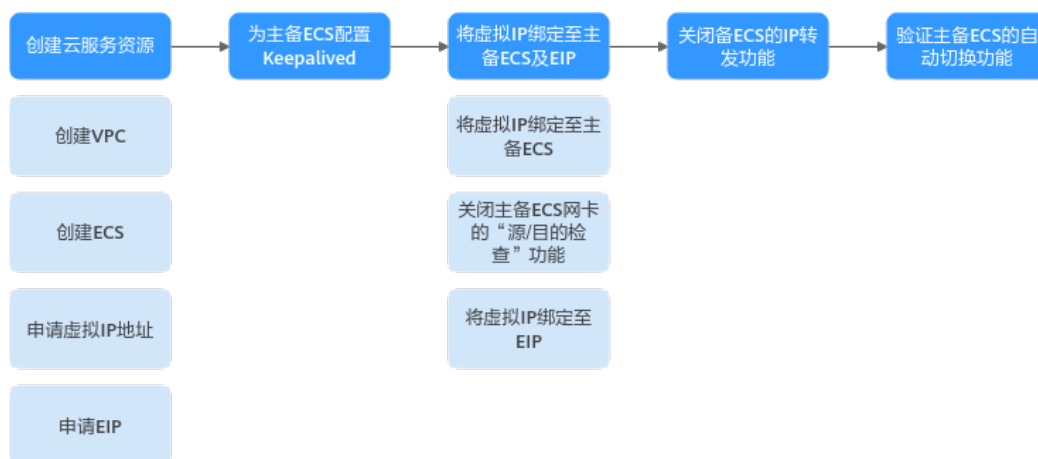 创建云服务资源
为主备ECS配置
Keepalived
将虚拟IP绑定至主
备ECS及EIP
关闭备ECS的IP转
发功能
验证主备ECS的自
动切换功能
创建VPC
将虚拟IP绑定至主
备ECS
创建ECS
关闭主备ECS网卡
的“源/目的检
查”功能
申请虚拟IP地址
将虚拟IP绑定至
EIP
申请EIP